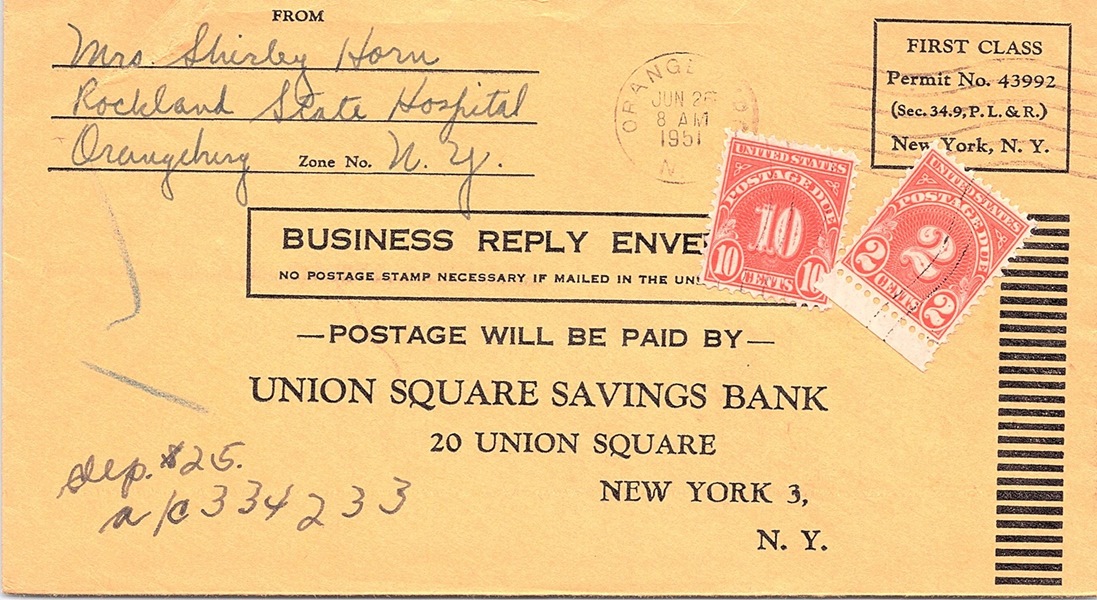 FROM
Mrs. Shirley Horn
Rockland State Hospital
Orangeburg Zone No. N. Y.
ORANGE
JUN 2
8 AM
1951
N.
FIRST CLASS
Permit No. 43992
(Sec. 34.9, P. L. & R.)
New York, N. Y.
UNITED STATES
POSTAGE DUE
10
10 CENTS 10
UNITED STATES
POSTAGE DUE
2
2 CENTS 2
BUSINESS REPLY ENVE
NO POSTAGE STAMP NECESSARY IF MAILED IN THE UNI
—POSTAGE WILL BE PAID BY—
UNION SQUARE SAVINGS BANK
20 UNION SQUARE
NEW YORK 3,
N. Y.
dep. $25.
a/c 334233